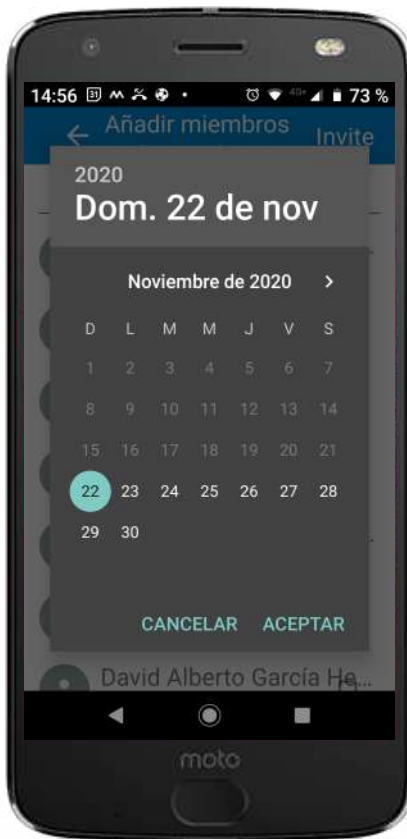 14:56 31 4G+ 73 %
Añadir miembros Invite
2020
Dom. 22 de nov
Noviembre de 2020
D L M M J V S
1 2 3 4 5 6 7
8 9 10 11 12 13 14
15 16 17 18 19 20 21
22 23 24 25 26 27 28
29 30
CANCELAR ACEPTAR
David Alberto García He...
moto